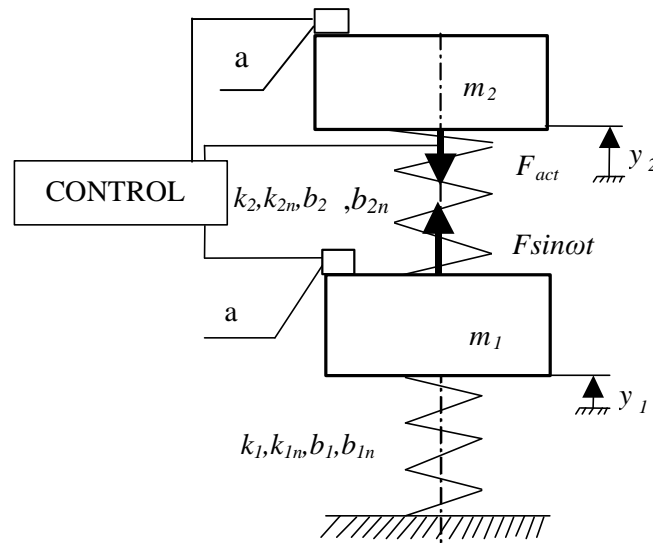 a
m2
y2
Fact
CONTROL
k2,k2n,b2 ,b2n
Fsinωt
a
m1
y1
k1,k1n,b1,b1n